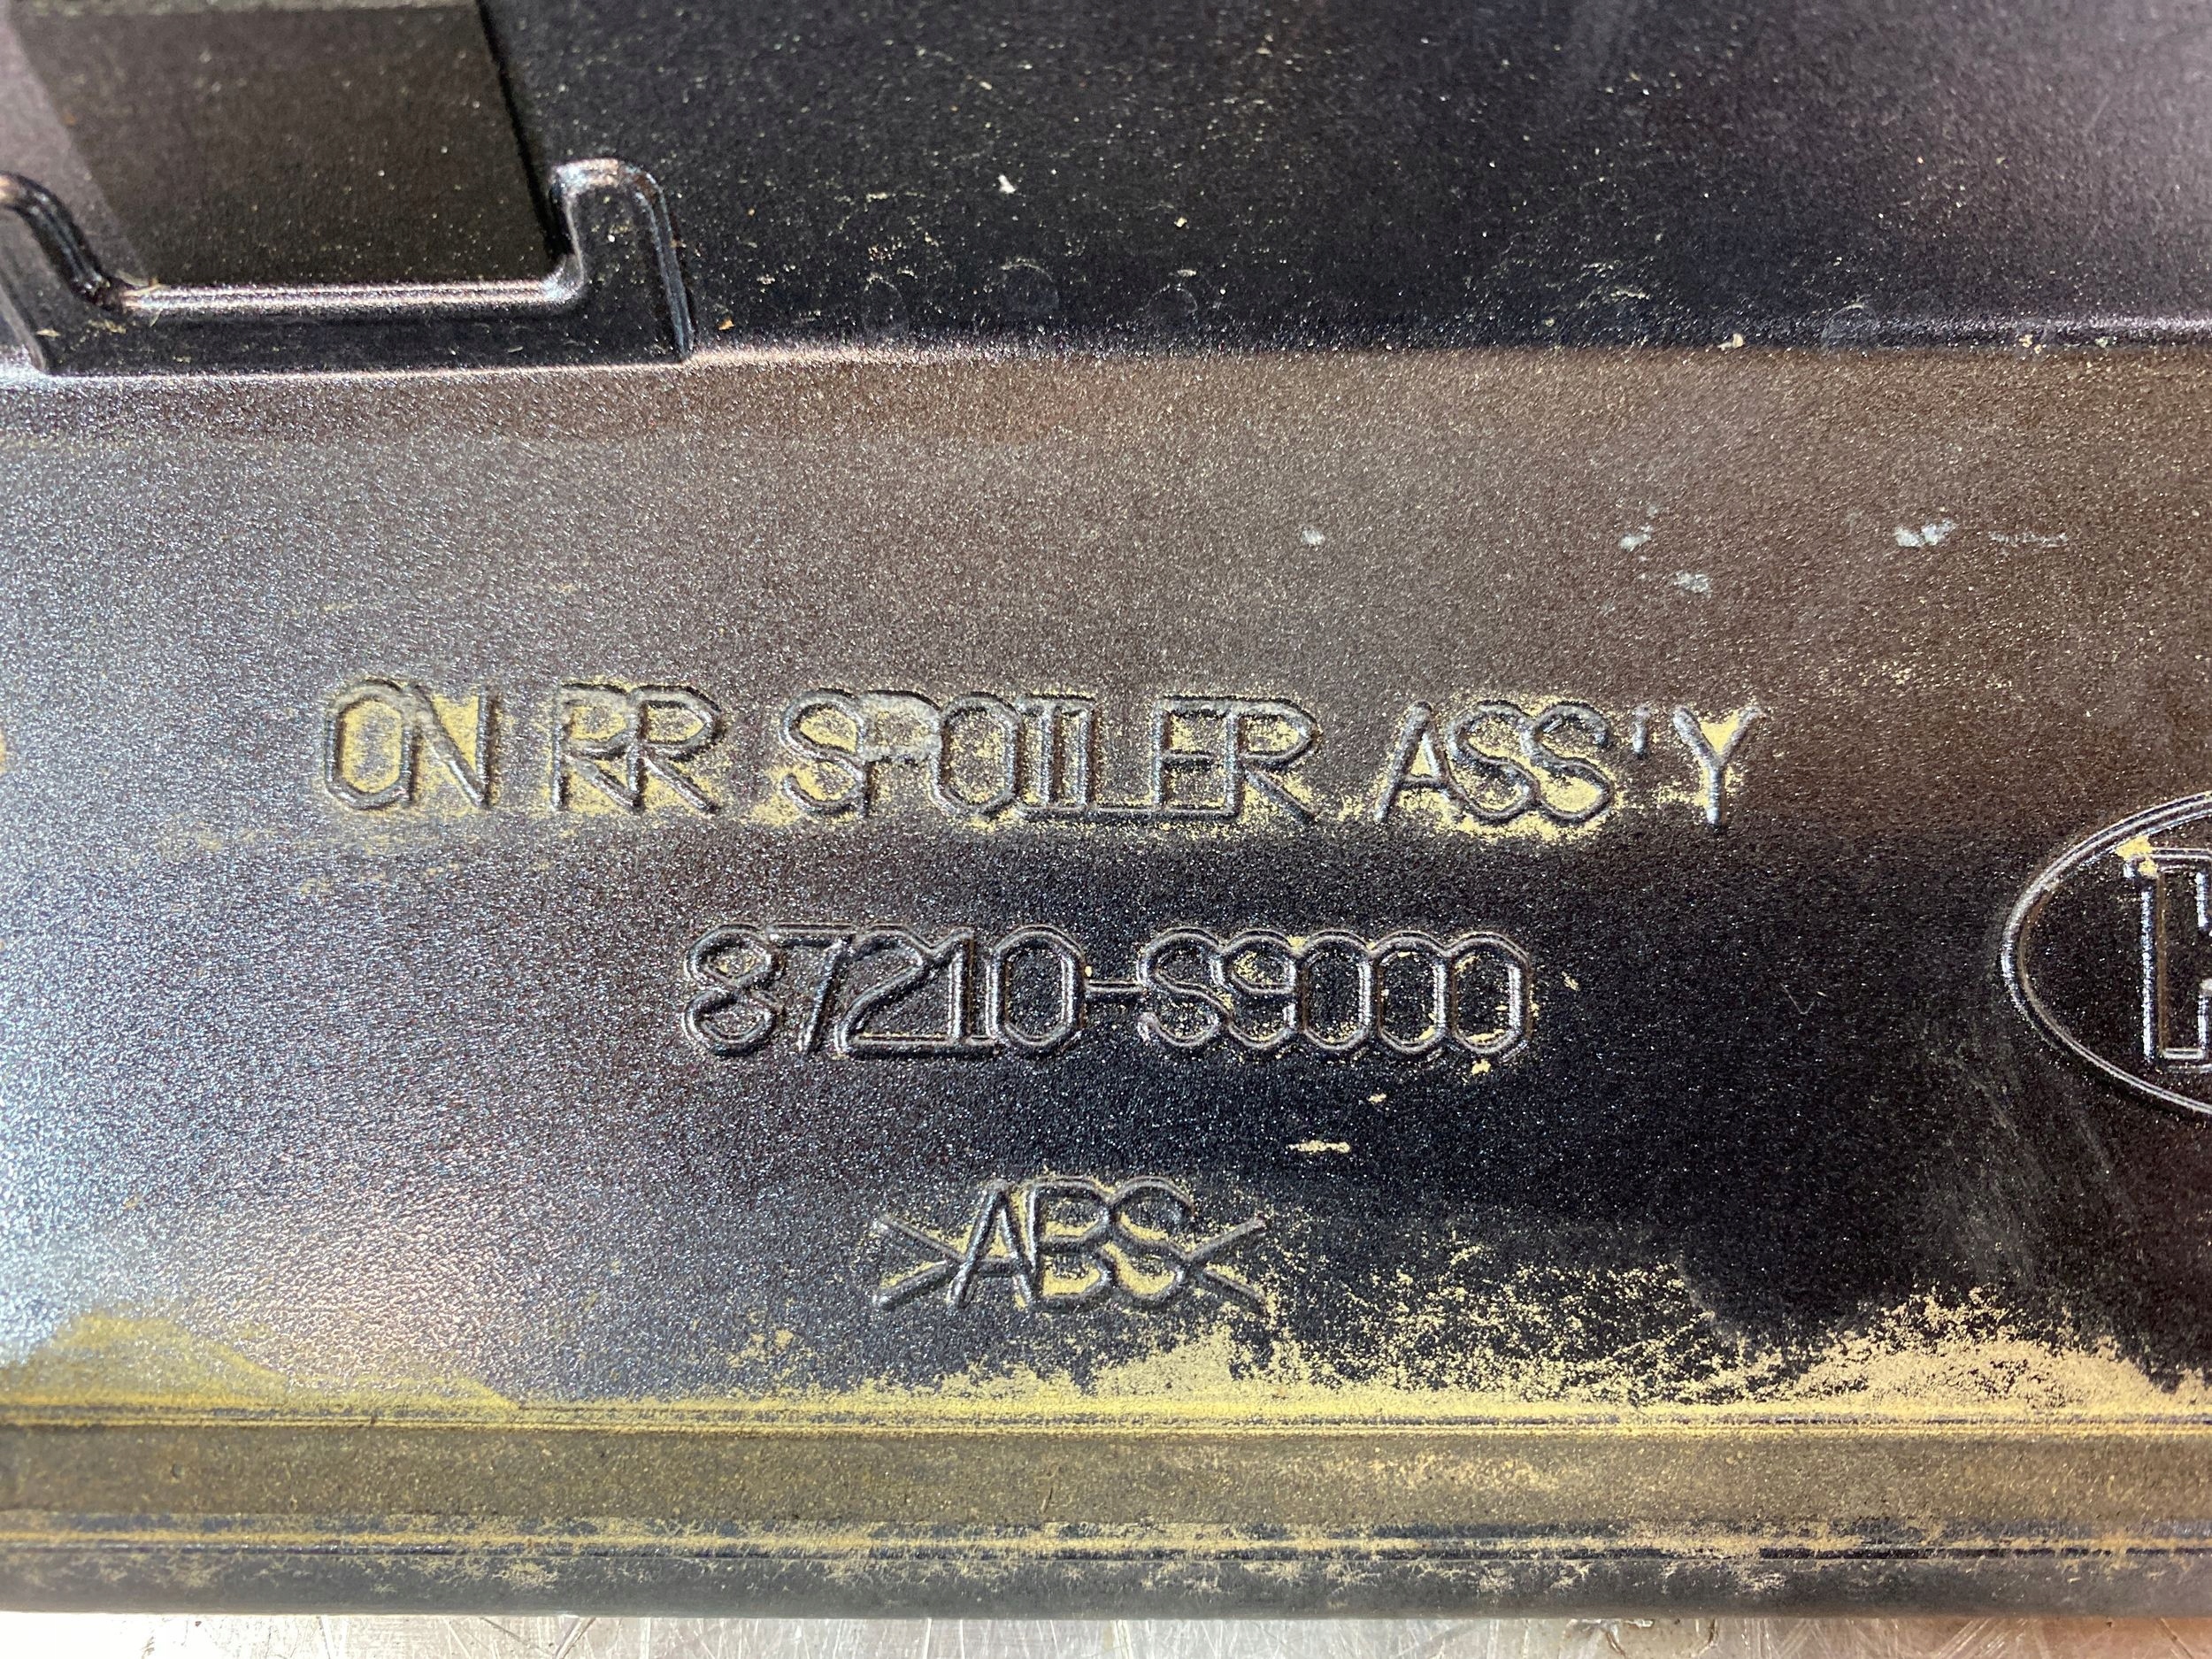 ON RR SPOILER ASS'Y
87210-S9000
>ABS<